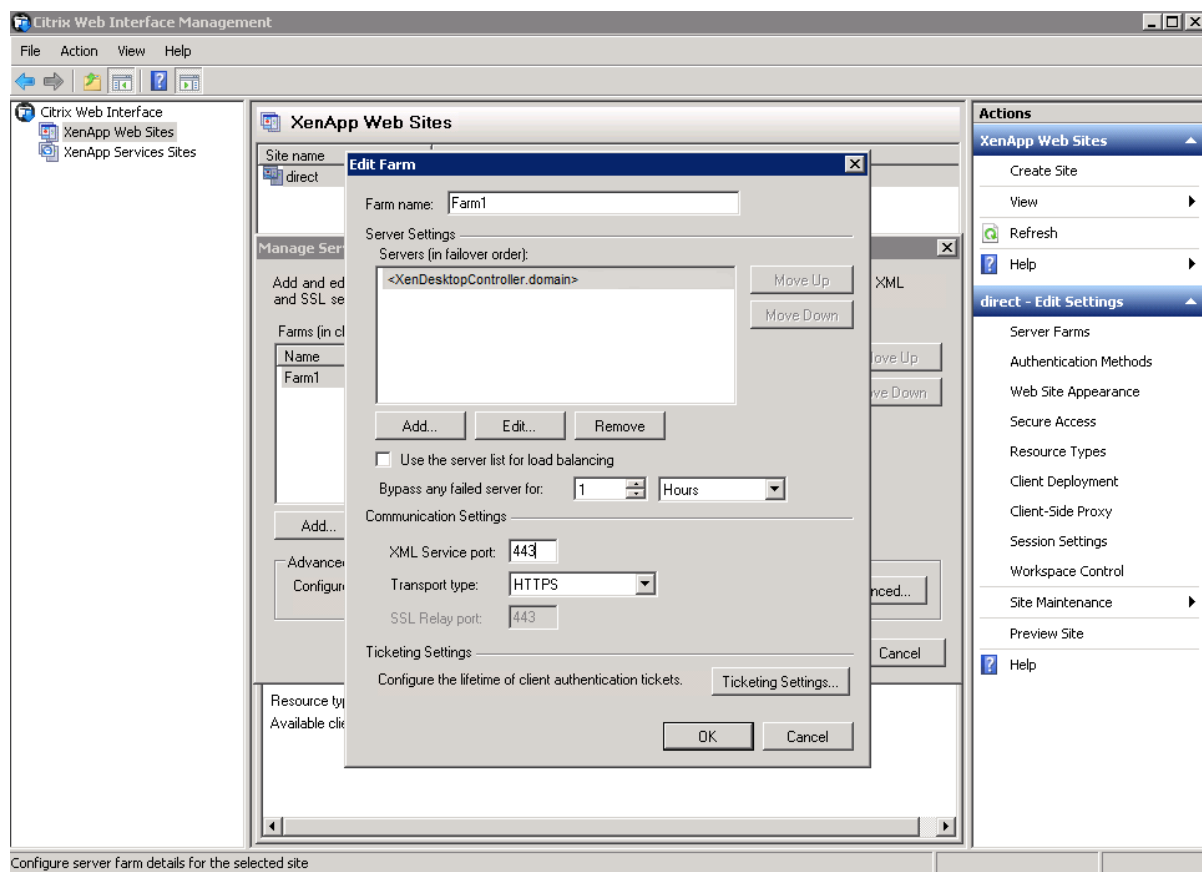 Citrix Web Interface Management
File Action View Help
Citrix Web Interface
XenApp Web Sites
XenApp Services Sites
XenApp Web Sites
Site name
direct
Manage Ser
Add and ed
XML
and SSL se
Farms (in cl
Name
Farm1
Add...
Advance
Configur
Cancel
Resource ty
Available clie
Edit Farm
Farm name: Farm1
Server Settings
Servers (in failover order):
<XenDesktopController.domain>
Move Up
Move Down
Add... Edit... Remove
Use the server list for load balancing
Bypass any failed server for: 1 Hours
Communication Settings
XML Service port: 443
Transport type: HTTPS
SSL Relay port: 443
Ticketing Settings
Configure the lifetime of client authentication tickets. Ticketing Settings...
OK Cancel
ove Up
ve Down
nced...
Actions
XenApp Web Sites
Create Site
View
Refresh
Help
direct - Edit Settings
Server Farms
Authentication Methods
Web Site Appearance
Secure Access
Resource Types
Client Deployment
Client-Side Proxy
Session Settings
Workspace Control
Site Maintenance
Preview Site
Help
Configure server farm details for the selected site